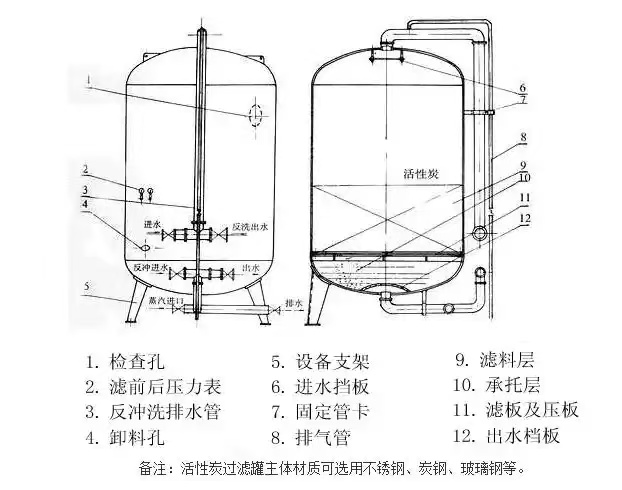 1
2
3
4
5
进水
反洗出水
反冲进水
出水
蒸汽进口
排水
活性炭
6
7
8
9
10
11
12
1. 检查孔
5. 设备支架
9. 滤料层
2. 滤前后压力表
6. 进水挡板
10. 承托层
3. 反冲洗排水管
7. 固定管卡
11. 滤板及压板
4. 卸料孔
8. 排气管
12. 出水档板
备注：活性炭过滤罐主体材质可选用不锈钢、炭钢、玻璃钢等。